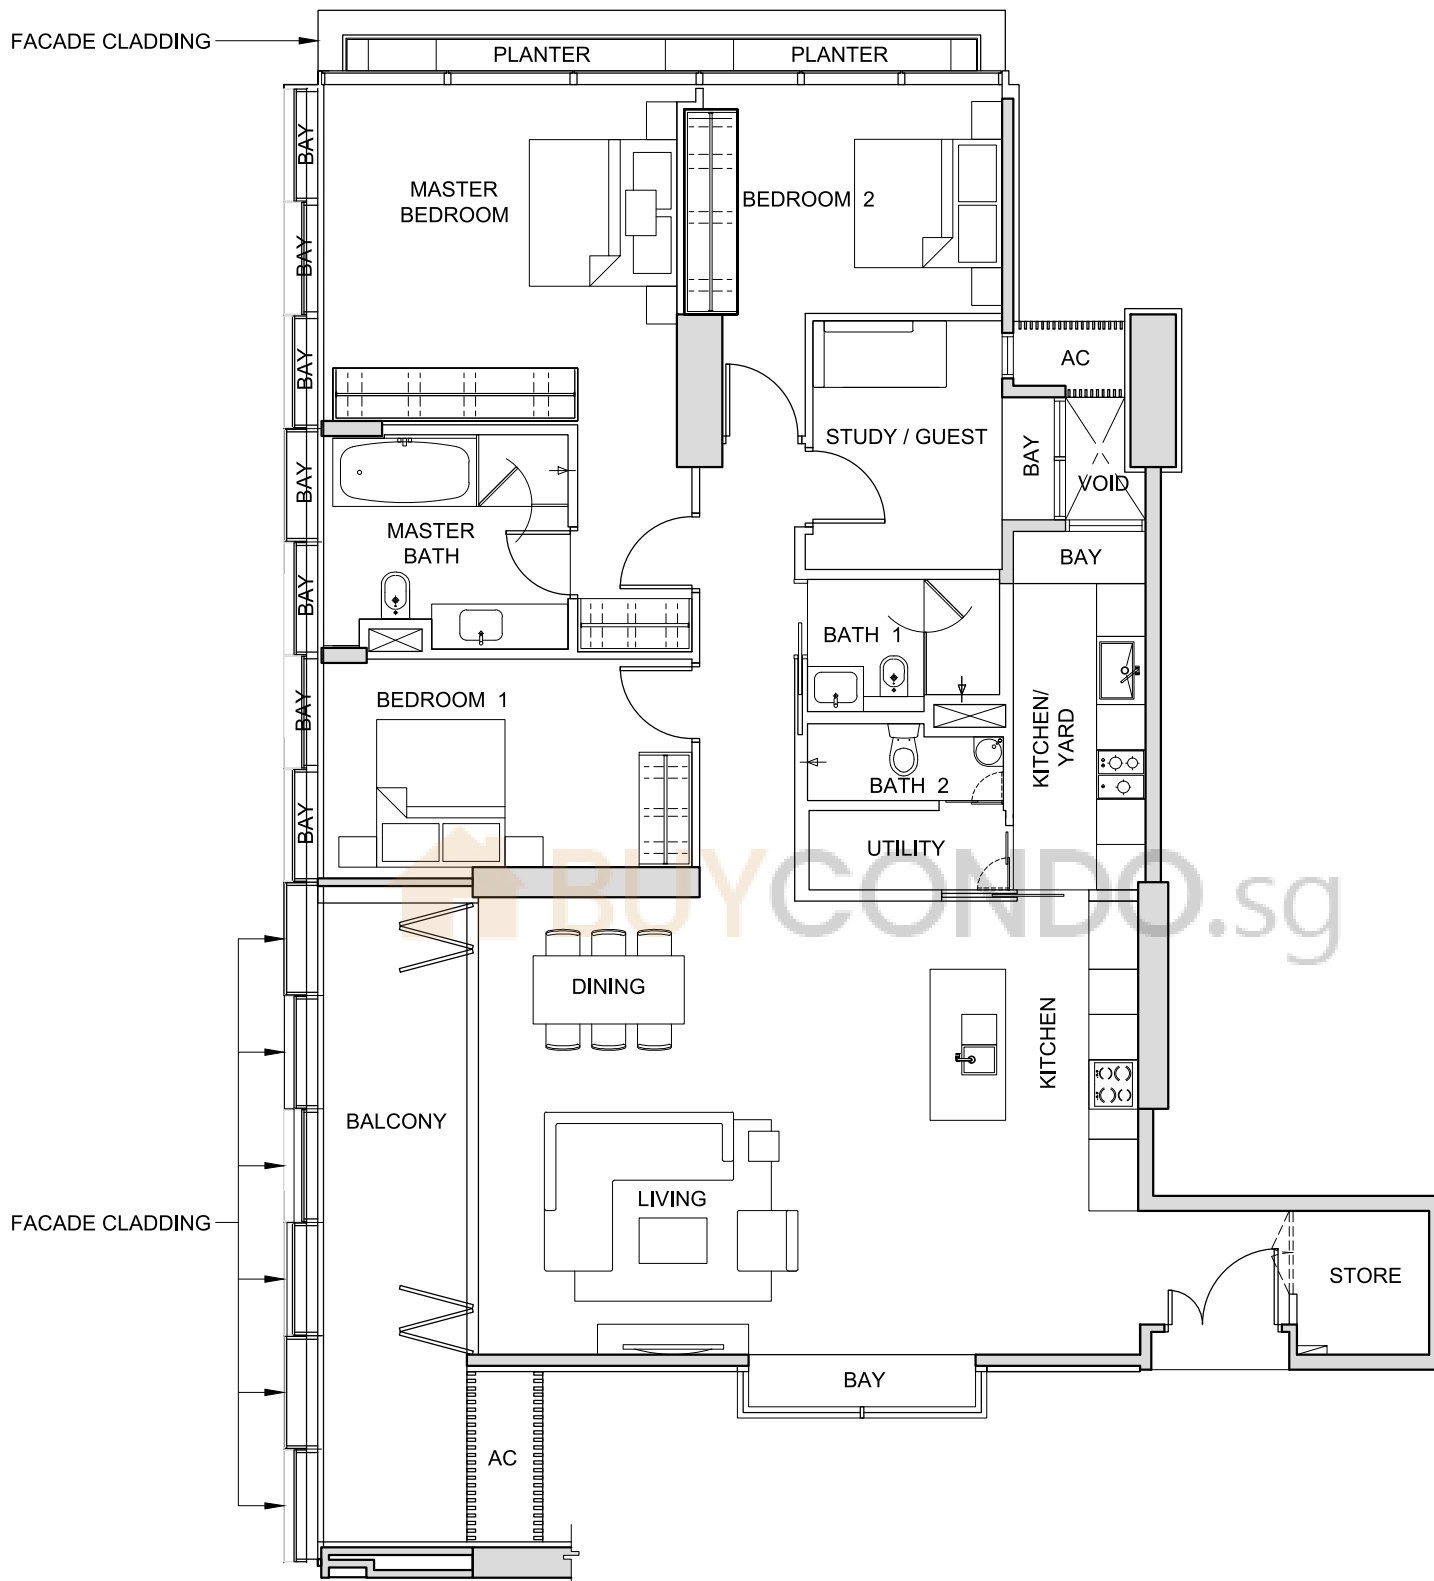 FACADE CLADDING
PLANTER
PLANTER
BAY
BAY
BAY
BAY
BAY
BAY
BAY
MASTER
BEDROOM
BEDROOM 2
AC
STUDY / GUEST
BAY
VOID
BAY
MASTER
BATH
BATH 1
BEDROOM 1
KITCHEN/
YARD
BATH 2
UTILITY
BUYCONDO.sg
DINING
KITCHEN
BALCONY
LIVING
FACADE CLADDING
STORE
BAY
AC